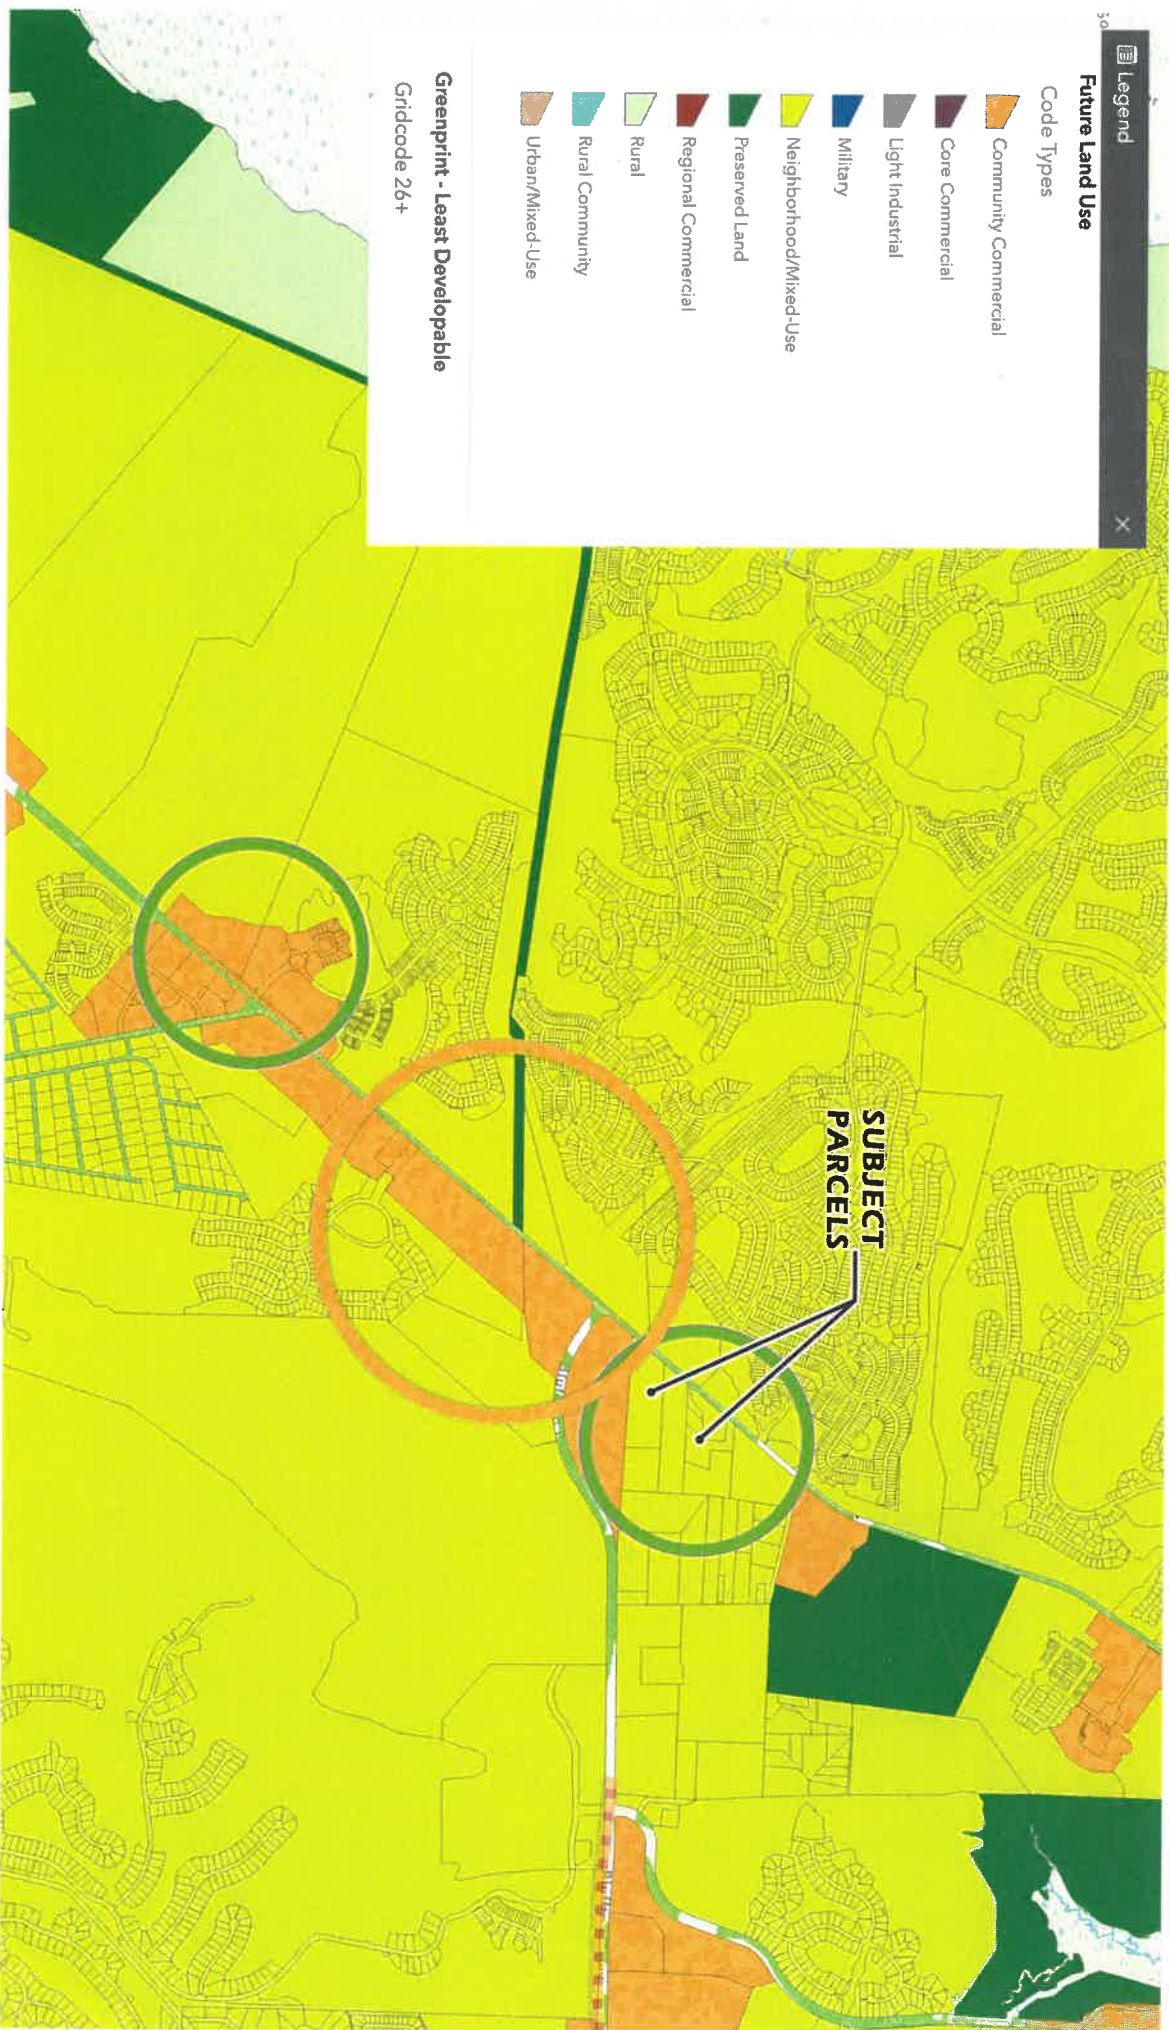 Legend
Future Land Use
Code Types
Community Commercial
Core Commercial
Light Industrial
Military
Neighborhood/Mixed-Use
Preserved Land
Regional Commercial
Rural
Rural Community
Urban/Mixed-Use
Greenprint - Least Developable
Gridcode 26+
SUBJECT
PARCELS